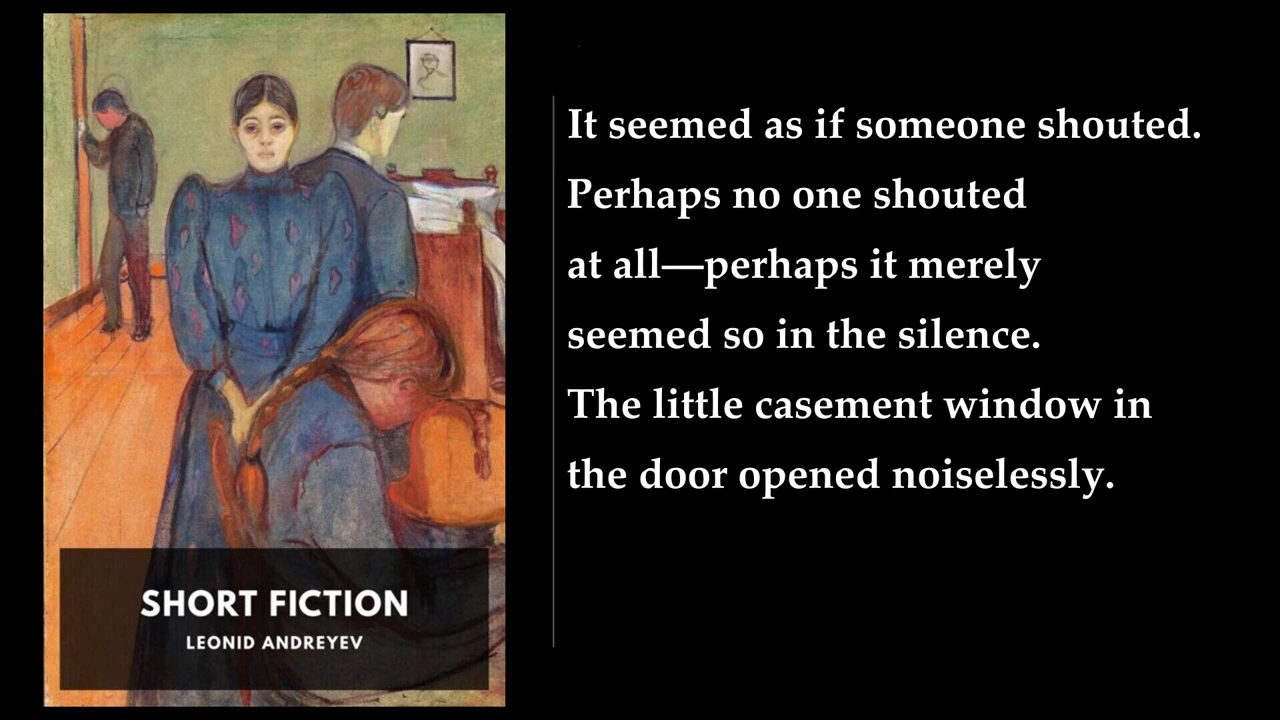 SHORT FICTION
LEONID ANDREYEV
It seemed as if someone shouted.
Perhaps no one shouted
at all—perhaps it merely
seemed so in the silence.
The little casement window in
the door opened noiselessly.